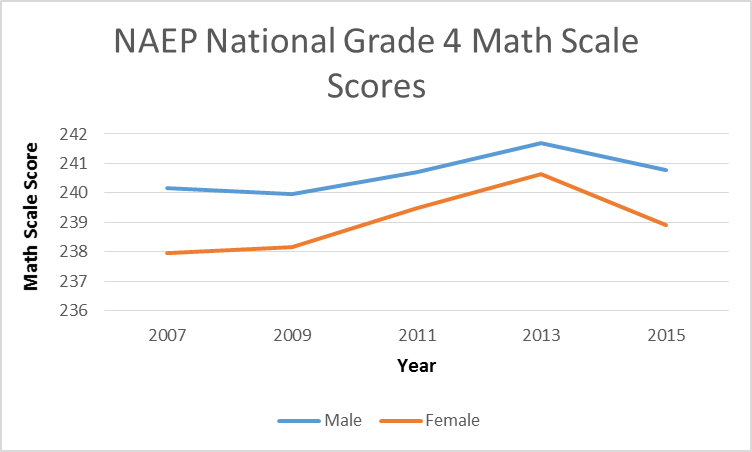 NAEP National Grade 4 Math Scale
Scores
Math Scale Score
242
241
240
239
238
237
236
2007 2009 2011 2013 2015
Year
Male Female